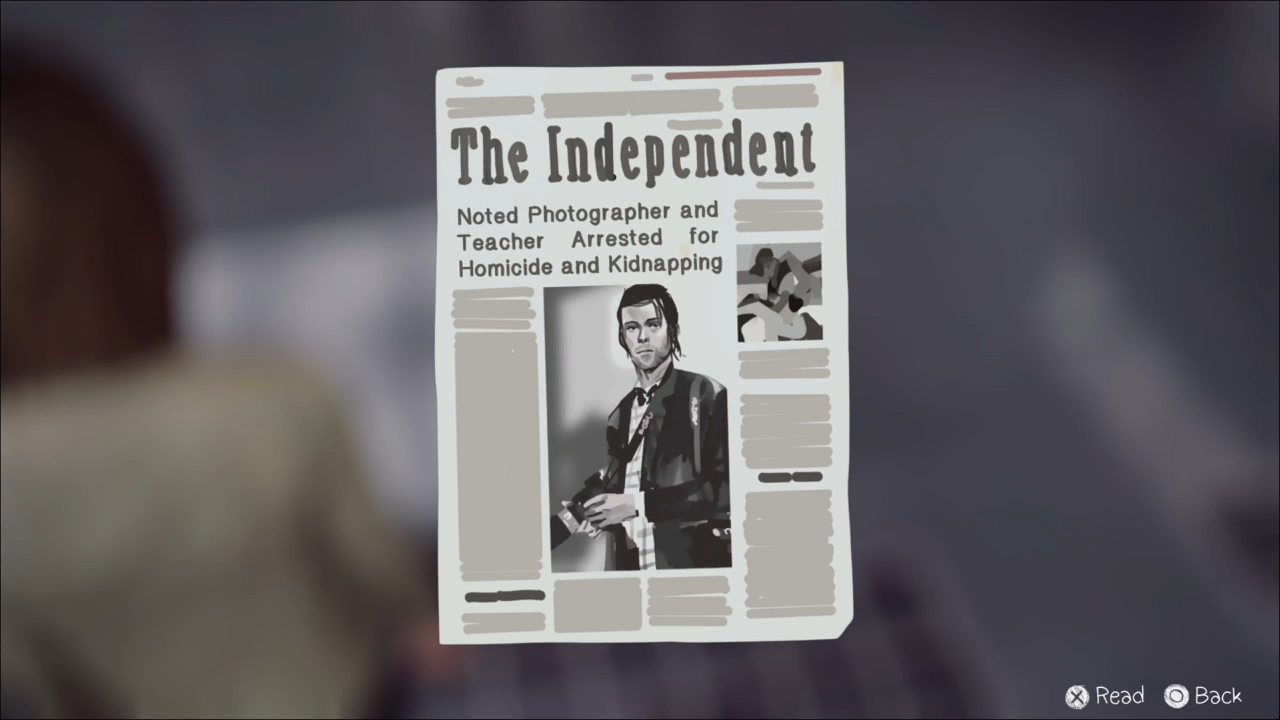 The Independent
Noted Photographer and
Teacher Arrested for
Homicide and Kidnapping
Read Back